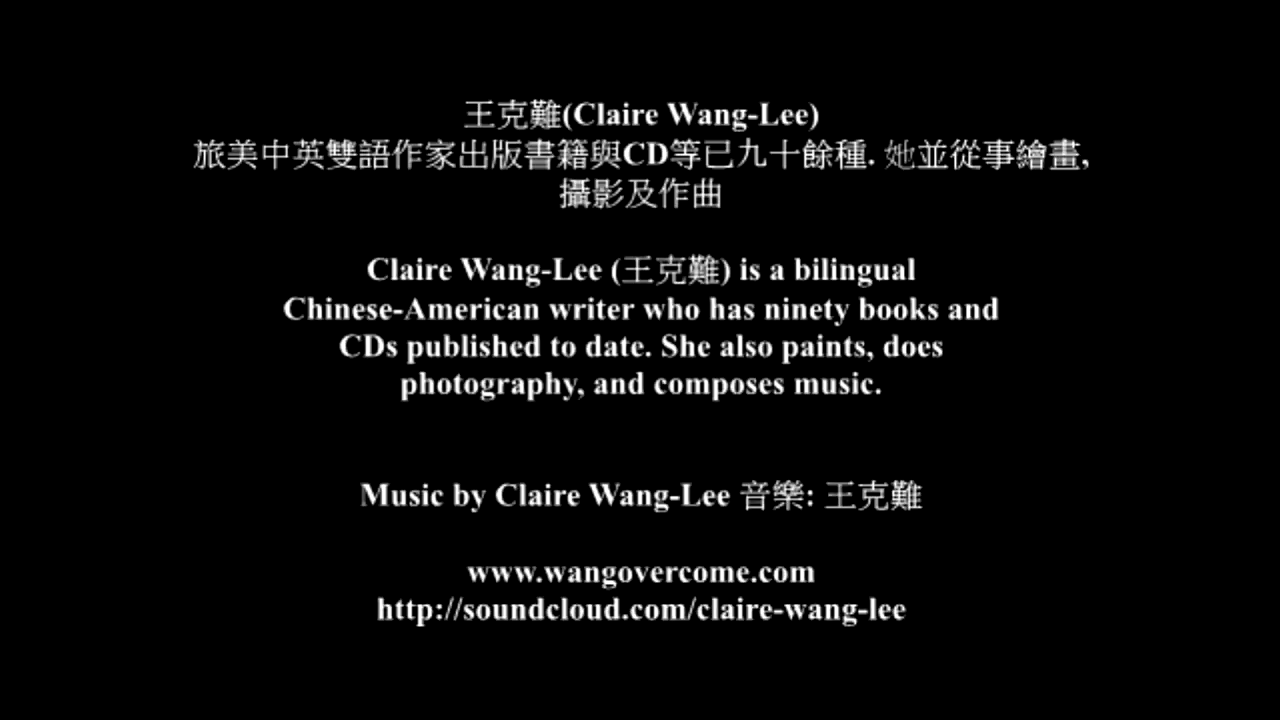 王克難(Claire Wang-Lee)
旅美中英雙語作家出版書籍與CD等已九十餘種. 她並從事繪畫,
攝影及作曲
Claire Wang-Lee (王克難) is a bilingual
Chinese-American writer who has ninety books and
CDs published to date. She also paints, does
photography, and composes music.
Music by Claire Wang-Lee 音樂: 王克難
www.wangovercome.com
http://soundcloud.com/claire-wang-lee